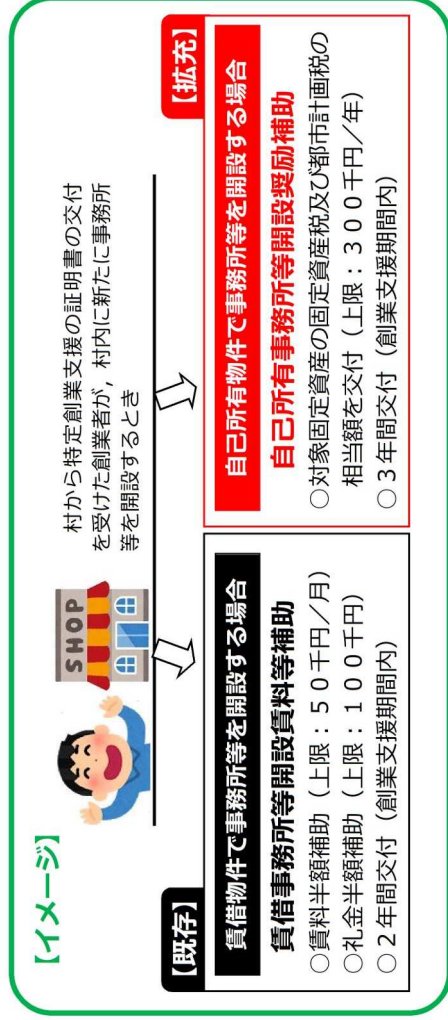 【イメージ】
SHOP
村から特定創業支援の証明書の交付
を受けた創業者が，村内に新たに事務所
等を開設するとき
【既存】
賃借物件で事務所等を開設する場合
賃借事務所等開設賃料等補助
○賃料半額補助（上限：５０千円／月）
○礼金半額補助（上限：１００千円）
○２年間交付（創業支援期間内）
【拡充】
自己所有物件で事務所等を開設する場合
自己所有事務所等開設奨励補助
○対象固定資産の固定資産税及び都市計画税の
相当額を交付（上限：３００千円／年）
○３年間交付（創業支援期間内）